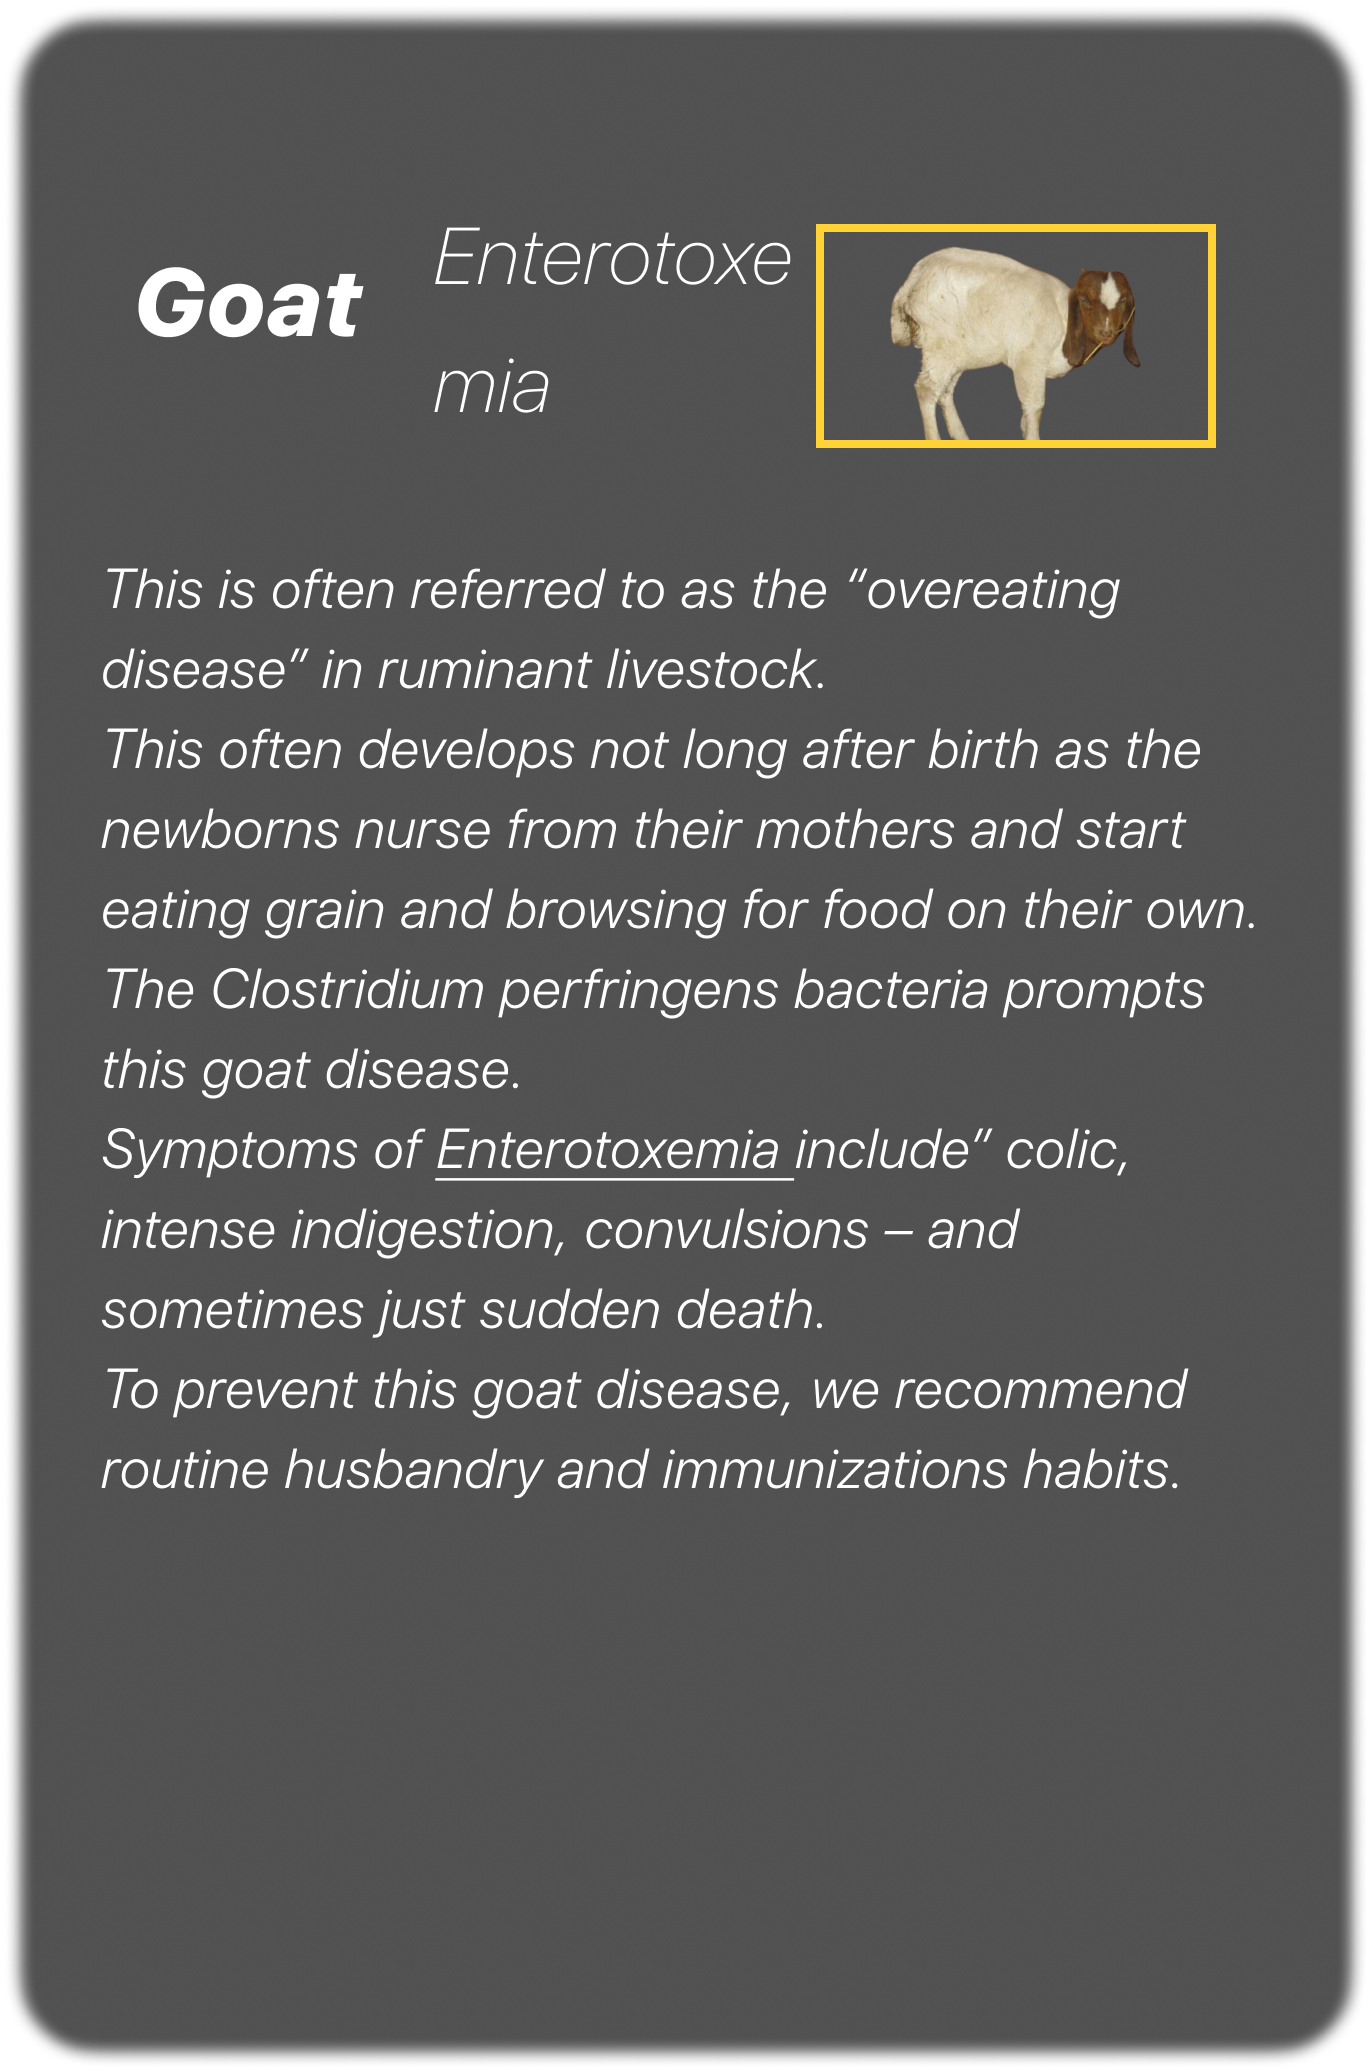 Goat
Enterotoxe
mia
This is often referred to as the “overeating
disease” in ruminant livestock.
This often develops not long after birth as the
newborns nurse from their mothers and start
eating grain and browsing for food on their own.
The Clostridium perfringens bacteria prompts
this goat disease.
Symptoms of Enterotoxemia include” colic,
intense indigestion, convulsions – and
sometimes just sudden death.
To prevent this goat disease, we recommend
routine husbandry and immunizations habits.